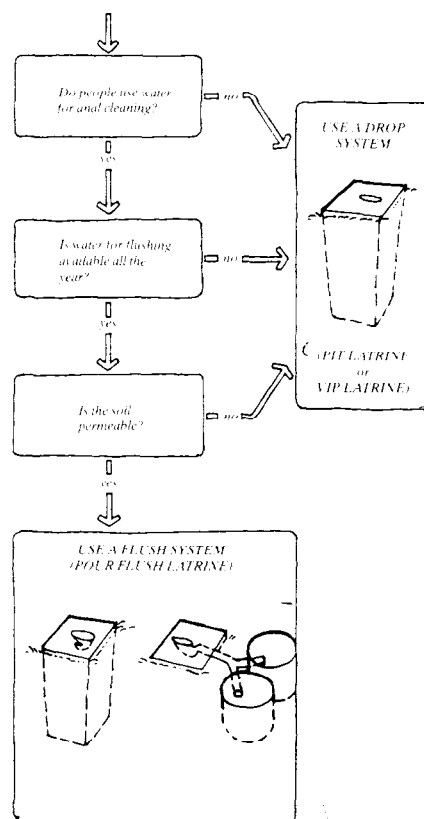 Do people use water
for anal cleaning?
no
USE A DROP
SYSTEM
yes
Is water for flushing
available all the
year?
no
yes
(PIT LATRINE
or
VIP LATRINE)
Is the soil
permeable?
no
yes
USE A FLUSH SYSTEM
(POUR FLUSH LATRINE)